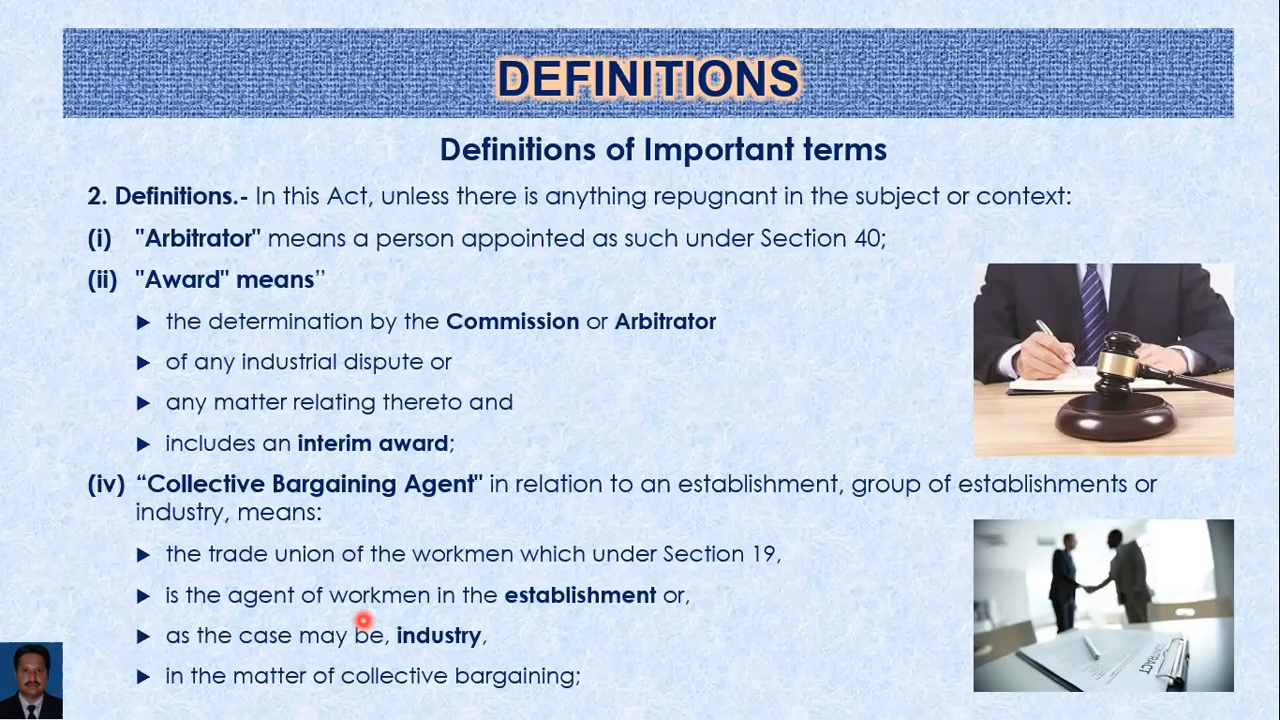 DEFINITIONS
Definitions of Important terms
2. Definitions.- In this Act, unless there is anything repugnant in the subject or context:
(i) "Arbitrator" means a person appointed as such under Section 40;
(ii) "Award" means”
the determination by the Commission or Arbitrator
of any industrial dispute or
any matter relating thereto and
includes an interim award;
(iv) “Collective Bargaining Agent" in relation to an establishment, group of establishments or
industry, means:
the trade union of the workmen which under Section 19,
is the agent of workmen in the establishment or,
as the case may be, industry,
in the matter of collective bargaining;
CONTRACT